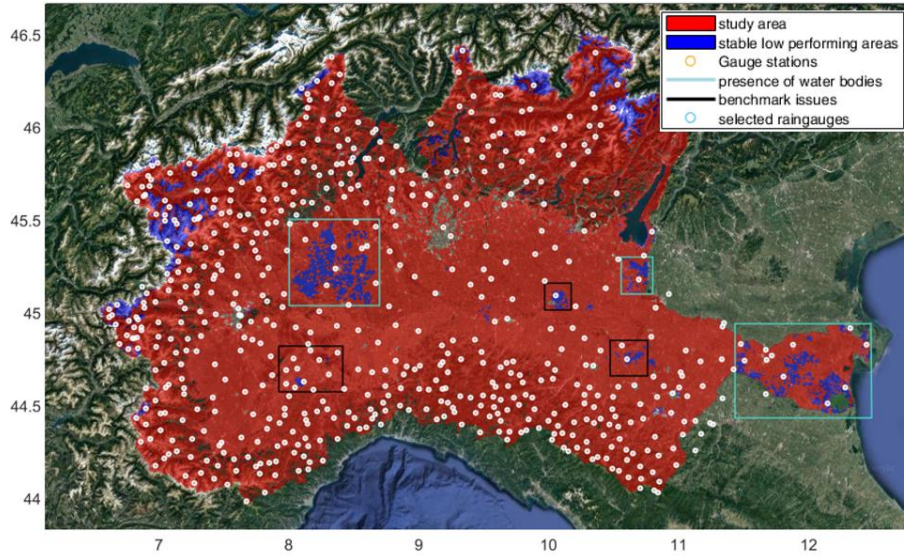 46.5
46
45.5
45
44.5
44
7
8
9
10
11
12
study area
stable low performing areas
Gauge stations
presence of water bodies
benchmark issues
selected raingauges